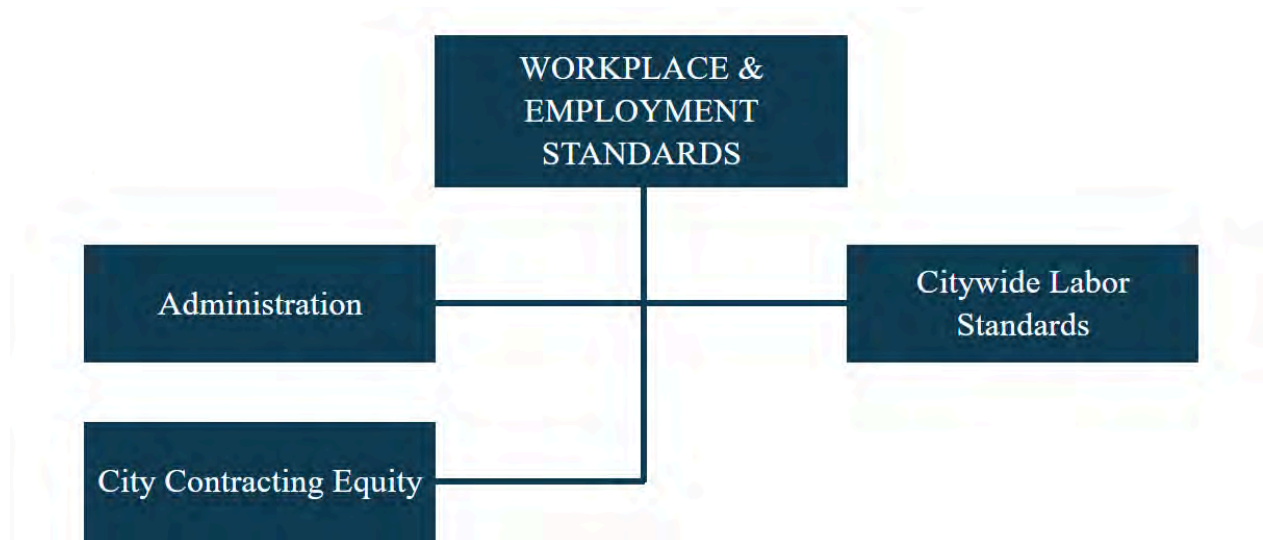 WORKPLACE &
EMPLOYMENT
STANDARDS
Administration
Citywide Labor
Standards
City Contracting Equity